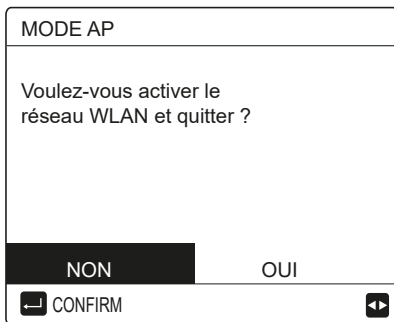 MODE AP
Voulez-vous activer le
réseau WLAN et quitter ?
NON OUI
CONFIRM